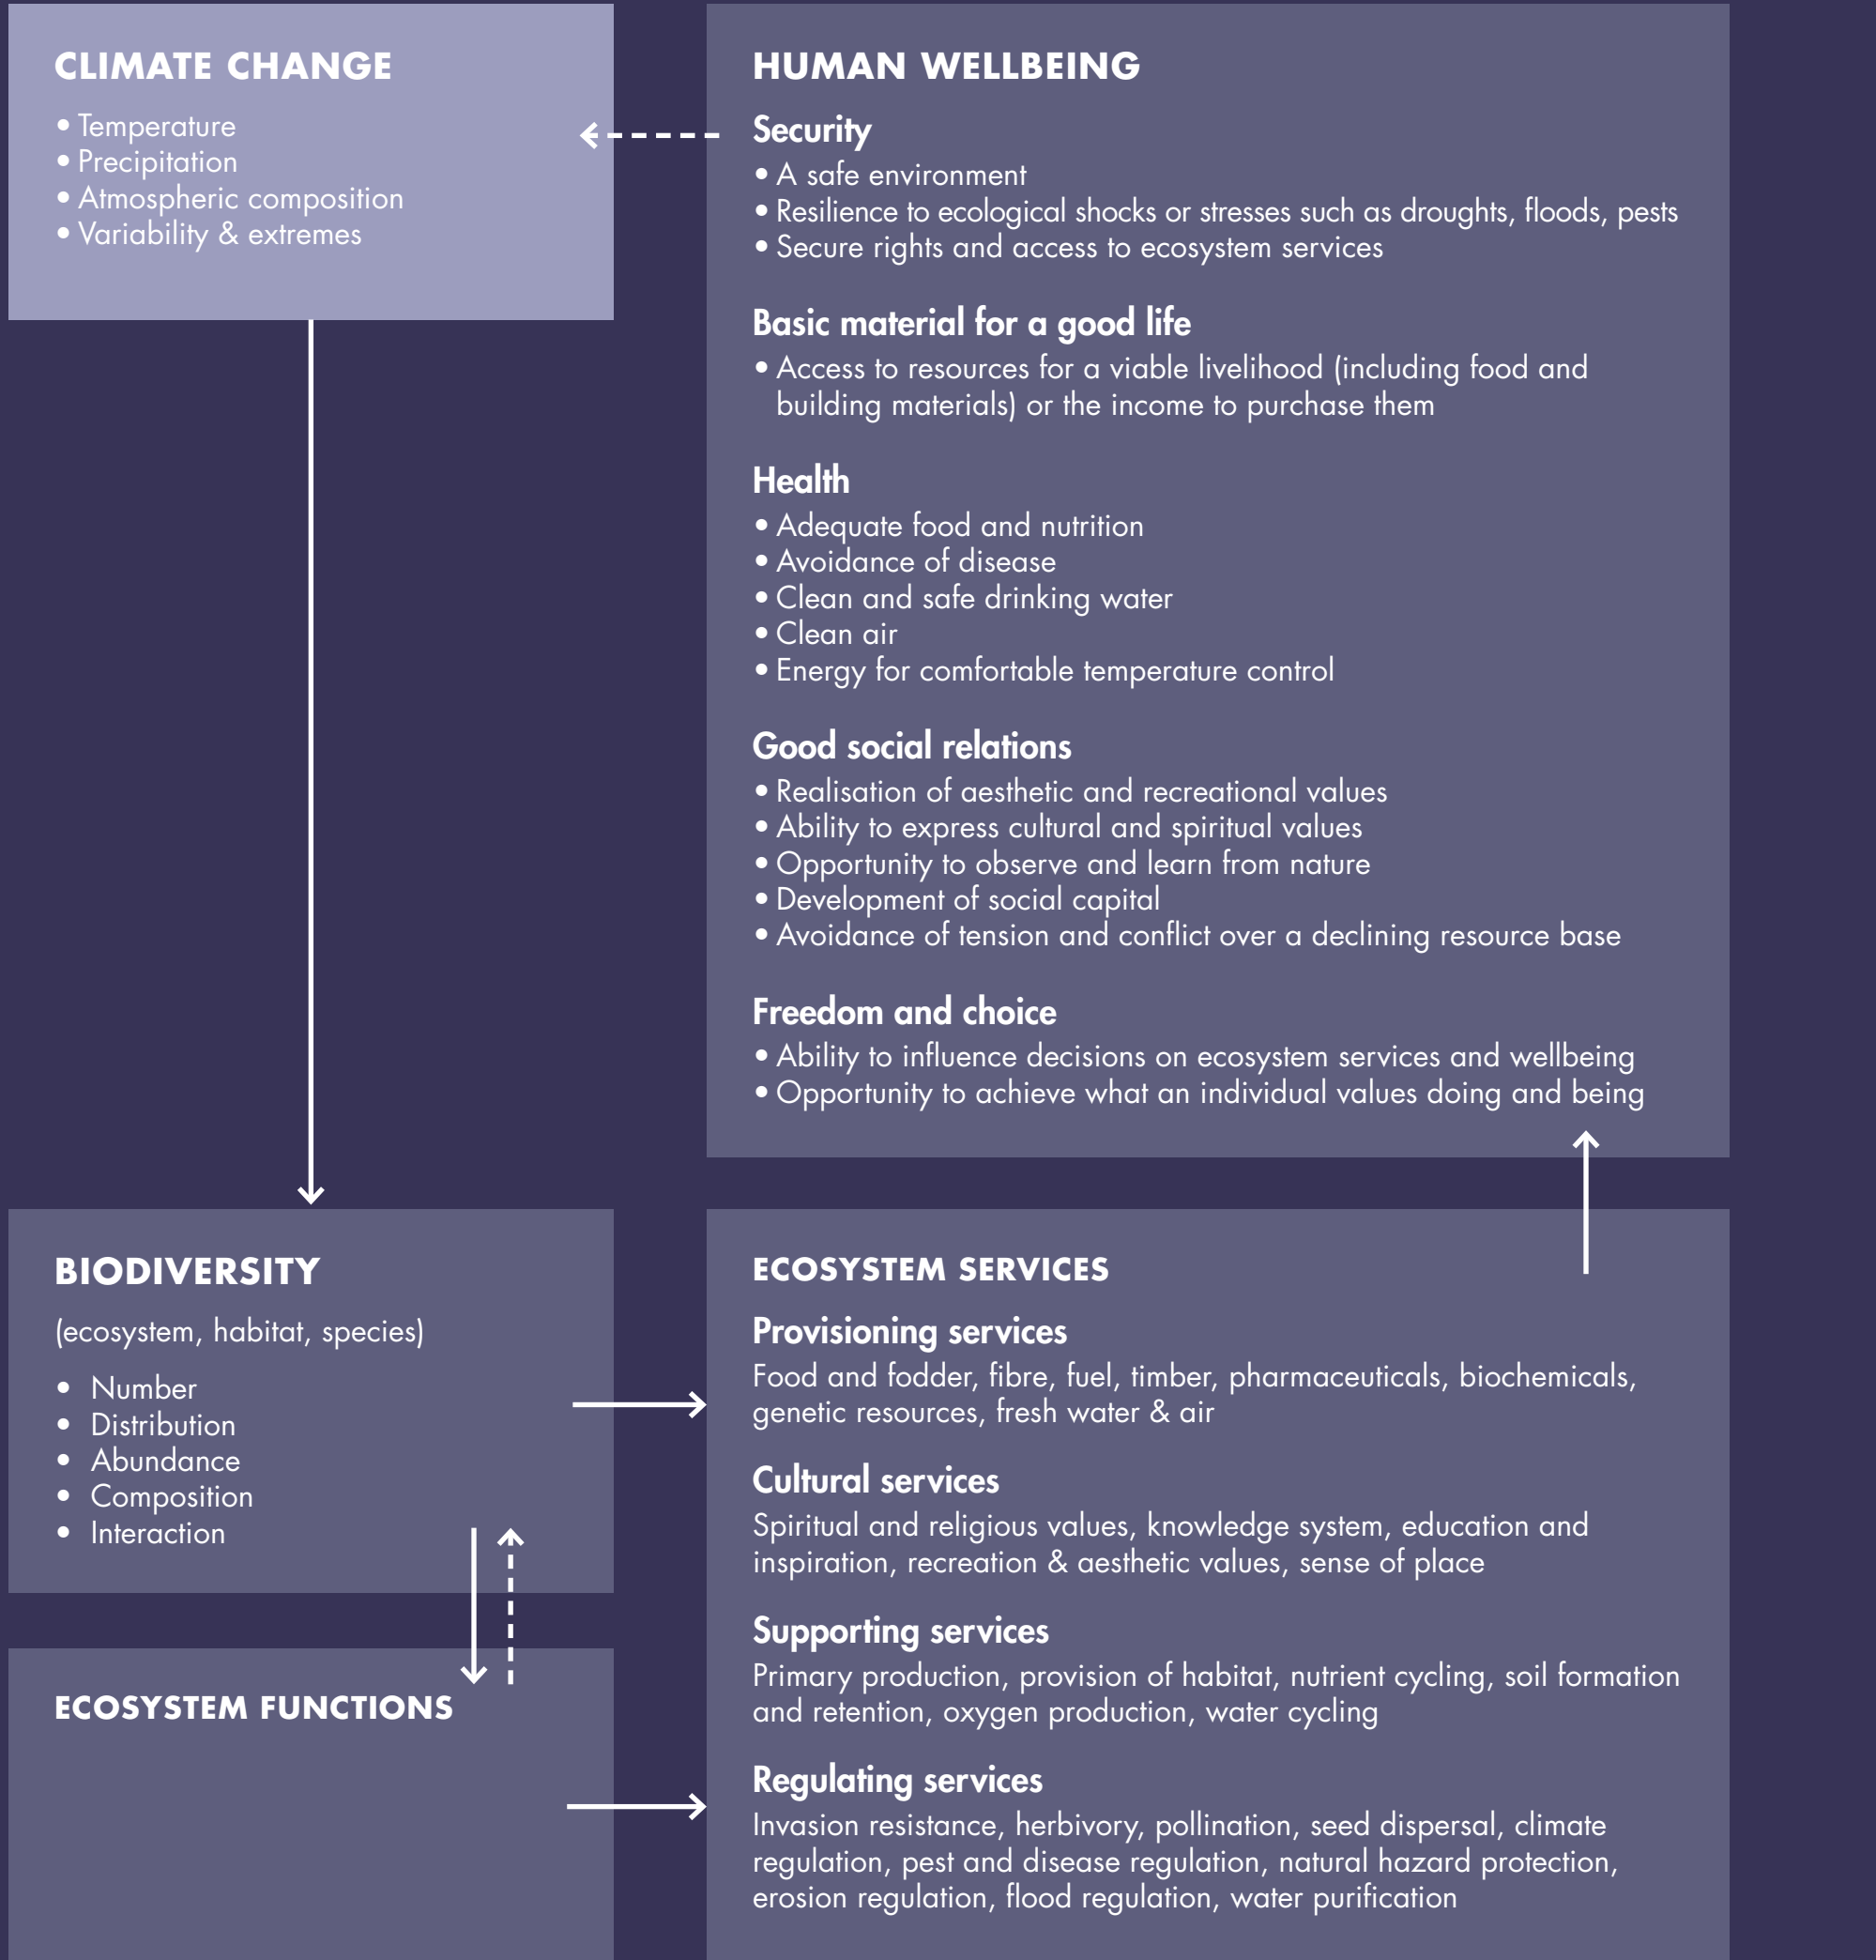 CLIMATE CHANGE
• Temperature
• Precipitation
• Atmospheric composition
• Variability & extremes
HUMAN WELLBEING
Security
• A safe environment
• Resilience to ecological shocks or stresses such as droughts, floods, pests
• Secure rights and access to ecosystem services
Basic material for a good life
• Access to resources for a viable livelihood (including food and
building materials) or the income to purchase them
Health
• Adequate food and nutrition
• Avoidance of disease
• Clean and safe drinking water
• Clean air
• Energy for comfortable temperature control
Good social relations
• Realisation of aesthetic and recreational values
• Ability to express cultural and spiritual values
• Opportunity to observe and learn from nature
• Development of social capital
• Avoidance of tension and conflict over a declining resource base
Freedom and choice
• Ability to influence decisions on ecosystem services and wellbeing
• Opportunity to achieve what an individual values doing and being
BIODIVERSITY
(ecosystem, habitat, species)
• Number
• Distribution
• Abundance
• Composition
• Interaction
ECOSYSTEM FUNCTIONS
ECOSYSTEM SERVICES
Provisioning services
Food and fodder, fibre, fuel, timber, pharmaceuticals, biochemicals,
genetic resources, fresh water & air
Cultural services
Spiritual and religious values, knowledge system, education and
inspiration, recreation & aesthetic values, sense of place
Supporting services
Primary production, provision of habitat, nutrient cycling, soil formation
and retention, oxygen production, water cycling
Regulating services
Invasion resistance, herbivory, pollination, seed dispersal, climate
regulation, pest and disease regulation, natural hazard protection,
erosion regulation, flood regulation, water purification